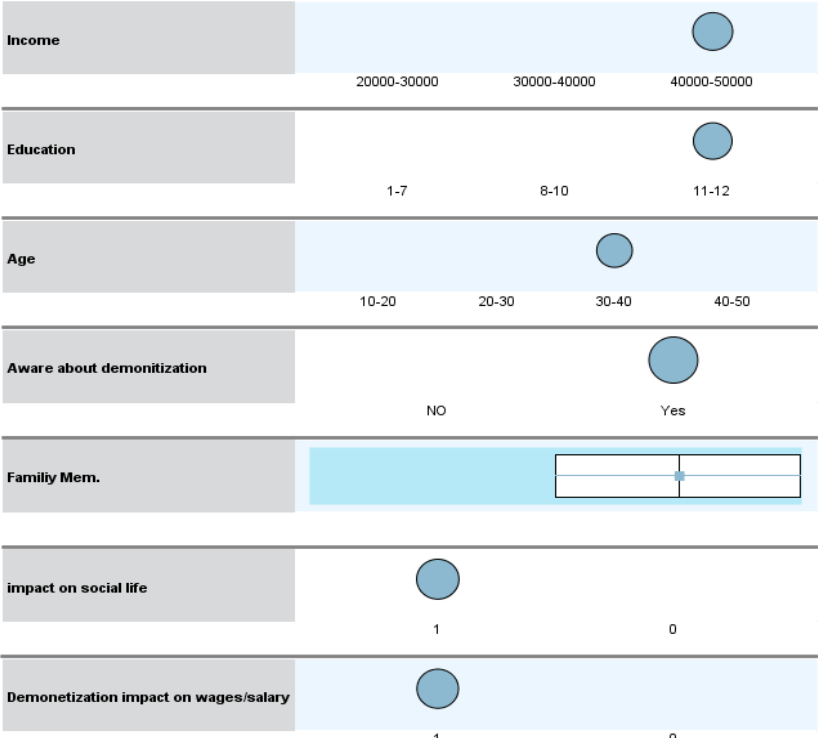 Income
20000-30000 30000-40000 40000-50000
Education
1-7 8-10 11-12
Age
10-20 20-30 30-40 40-50
Aware about demonitization
NO Yes
Familiy Mem.
impact on social life
1 0
Demonetization impact on wages/salary
1 0